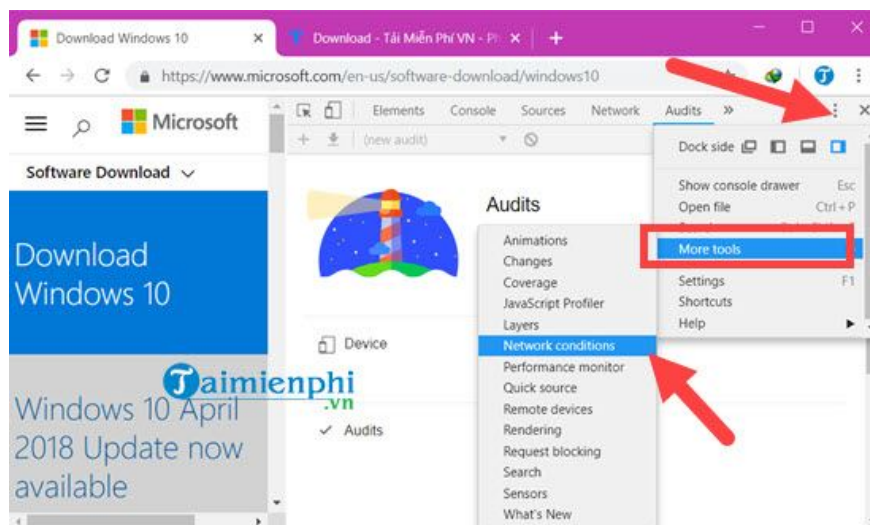 Download Windows 10
Download - Tải Miễn Phí VN - Ph
https://www.microsoft.com/en-us/software-download/windows10
Microsoft
Software Download
Download
Windows 10
Windows 10 April
2018 Update now
available
Elements Console Sources Network Audits »
(new audit)
Audits
Device
Audits
Dock side
Show console drawer Esc
Open file Ctrl+P
More tools
Settings F1
Shortcuts
Help
Animations
Changes
Coverage
JavaScript Profiler
Layers
Network conditions
Performance monitor
Quick source
Remote devices
Rendering
Request blocking
Search
Sensors
What's New
Taimienphi
.vn